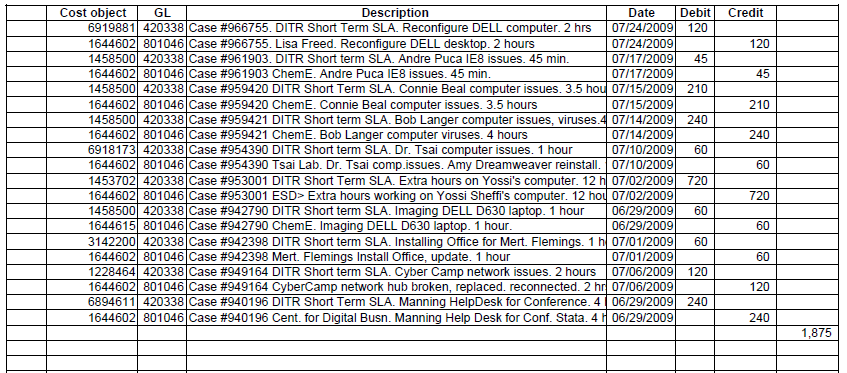 Cost object GL Description Date Debit Credit
6919881 420338 Case #966755. DITR Short Term SLA. Reconfigure DELL computer. 2 hrs 07/24/2009 120
1644602 801046 Case #966755. Lisa Freed. Reconfigure DELL desktop. 2 hours 07/24/2009 120
1458500 420338 Case #961903. DITR Short term SLA. Andre Puca IE8 issues. 45 min. 07/17/2009 45
1644602 801046 Case #961903 ChemE. Andre Puca IE8 issues. 45 min. 07/17/2009 45
1458500 420338 Case #959420 DITR Short Term SLA. Connie Beal computer issues. 3.5 hou 07/15/2009 210
1644602 801046 Case #959420 ChemE. Connie Beal computer issues. 3.5 hours 07/15/2009 210
1458500 420338 Case #959421 DITR Short term SLA. Bob Langer computer issues, viruses.4 07/14/2009 240
1644602 801046 Case #959421 ChemE. Bob Langer computer viruses. 4 hours 07/14/2009 240
6918173 420338 Case #954390 DITR Short term SLA. Dr. Tsai computer issues. 1 hour 07/10/2009 60
1644602 801046 Case #954390 Tsai Lab. Dr. Tsai comp.issues. Amy Dreamweaver reinstall. 07/10/2009 60
1453702 420338 Case #953001 DITR Short Term SLA. Extra hours on Yossi's computer. 12 h 07/02/2009 720
1644602 801046 Case #953001 ESD> Extra hours working on Yossi Sheffi's computer. 12 hou 07/02/2009 720
1458500 420338 Case #942790 DITR Short term SLA. Imaging DELL D630 laptop. 1 hour 06/29/2009 60
1644615 801046 Case #942790 ChemE. Imaging DELL D630 laptop. 1 hour. 06/29/2009 60
3142200 420338 Case #942398 DITR Short term SLA. Installing Office for Mert. Flemings. 1 h 07/01/2009 60
1644602 801046 Case #942398 Mert. Flemings Install Office, update. 1 hour 07/01/2009 60
1228464 420338 Case #949164 DITR Short term SLA. Cyber Camp network issues. 2 hours 07/06/2009 120
1644602 801046 Case #949164 CyberCamp network hub broken, replaced. reconnected. 2 hr 07/06/2009 120
6894611 420338 Case #940196 DITR Short Term SLA. Manning HelpDesk for Conference. 4 06/29/2009 240
1644602 801046 Case #940196 Cent. for Digital Busn. Manning Help Desk for Conf. Stata. 4 h 06/29/2009 240
1,875